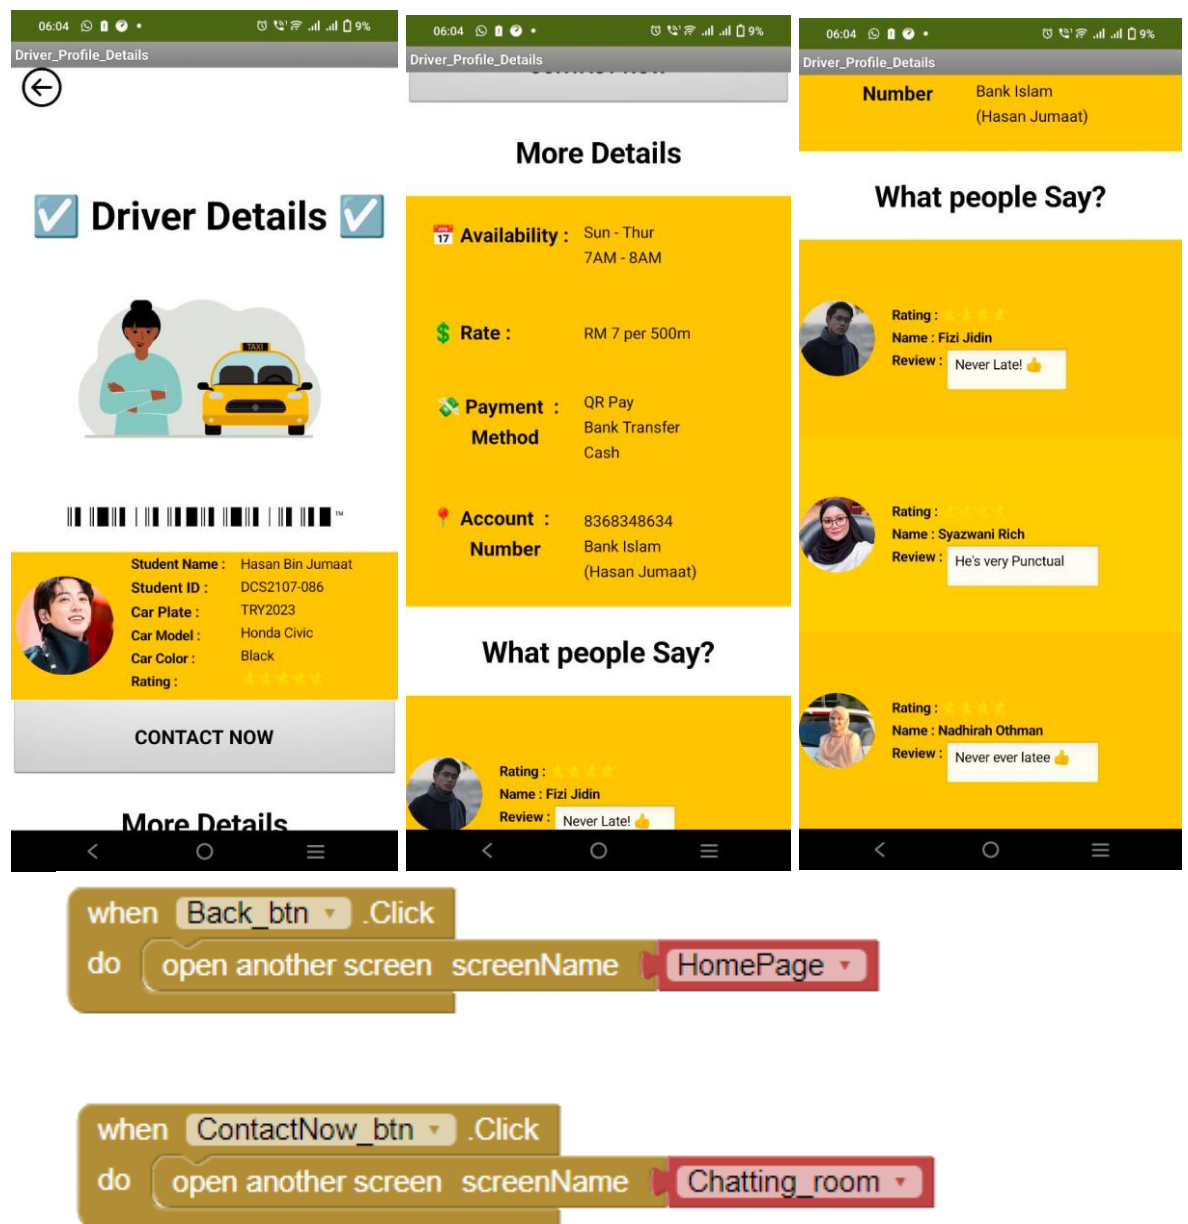 06:04 9%
Driver_Profile_Details
Driver Details
TAXI
TM
Student Name : Hasan Bin Jumaat
Student ID : DCS2107-086
Car Plate : TRY2023
Car Model : Honda Civic
Car Color : Black
Rating :
CONTACT NOW
More Details
06:04 9%
Driver_Profile_Details
CONTACT NOW
More Details
17 Availability : Sun - Thur
7AM - 8AM
$ Rate : RM 7 per 500m
Payment : QR Pay
Method Bank Transfer
Cash
Account : 8368348634
Number Bank Islam
(Hasan Jumaat)
What people Say?
Rating :
Name : Fizi Jidin
Review : Never Late! 👍
06:04 9%
Driver_Profile_Details
Number Bank Islam
(Hasan Jumaat)
What people Say?
Rating :
Name : Fizi Jidin
Review : Never Late! 👍
Rating :
Name : Syazwani Rich
Review : He's very Punctual
Rating :
Name : Nadhirah Othman
Review : Never ever latee 👍
when Back_btn .Click
do open another screen screenName HomePage
when ContactNow_btn .Click
do open another screen screenName Chatting_room